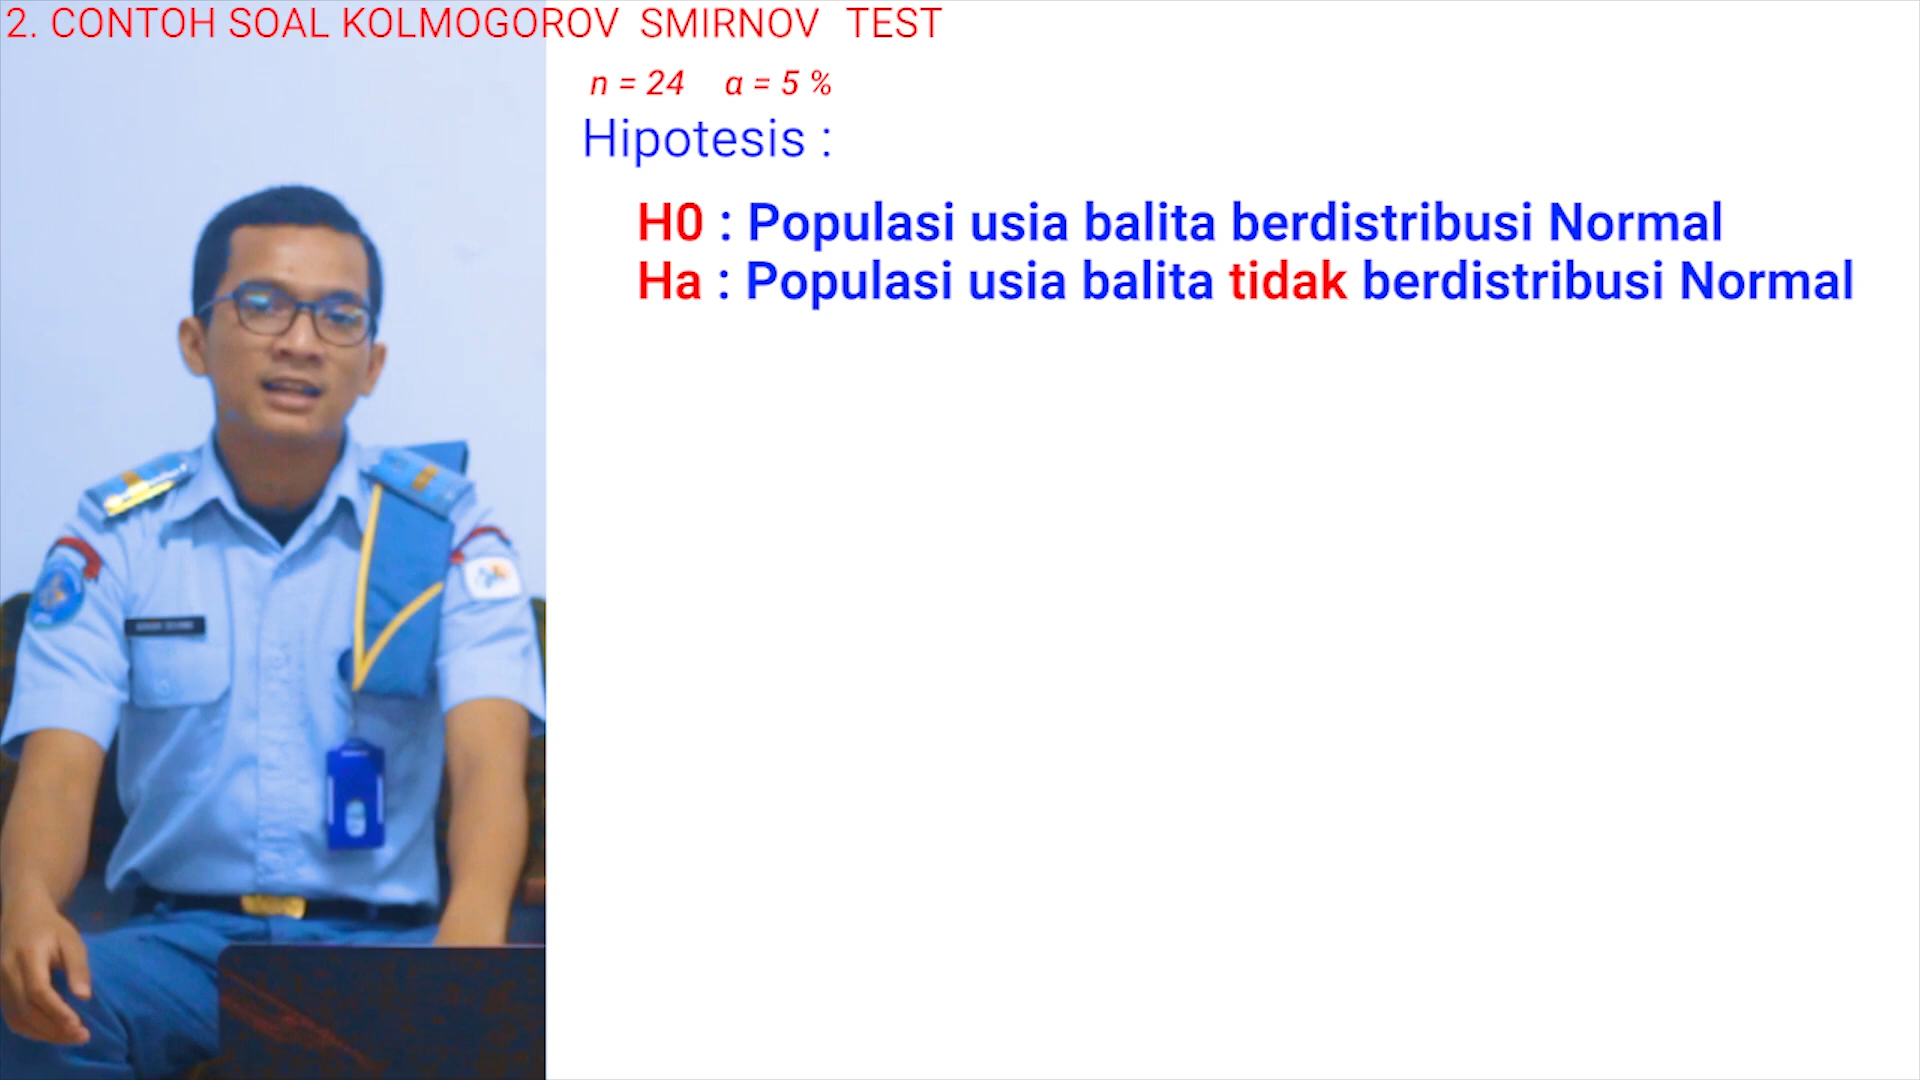 2. CONTOH SOAL KOLMOGOROV SMIRNOV TEST
n = 24 α = 5 %
Hipotesis :
H0 : Populasi usia balita berdistribusi Normal
Ha : Populasi usia balita tidak berdistribusi Normal